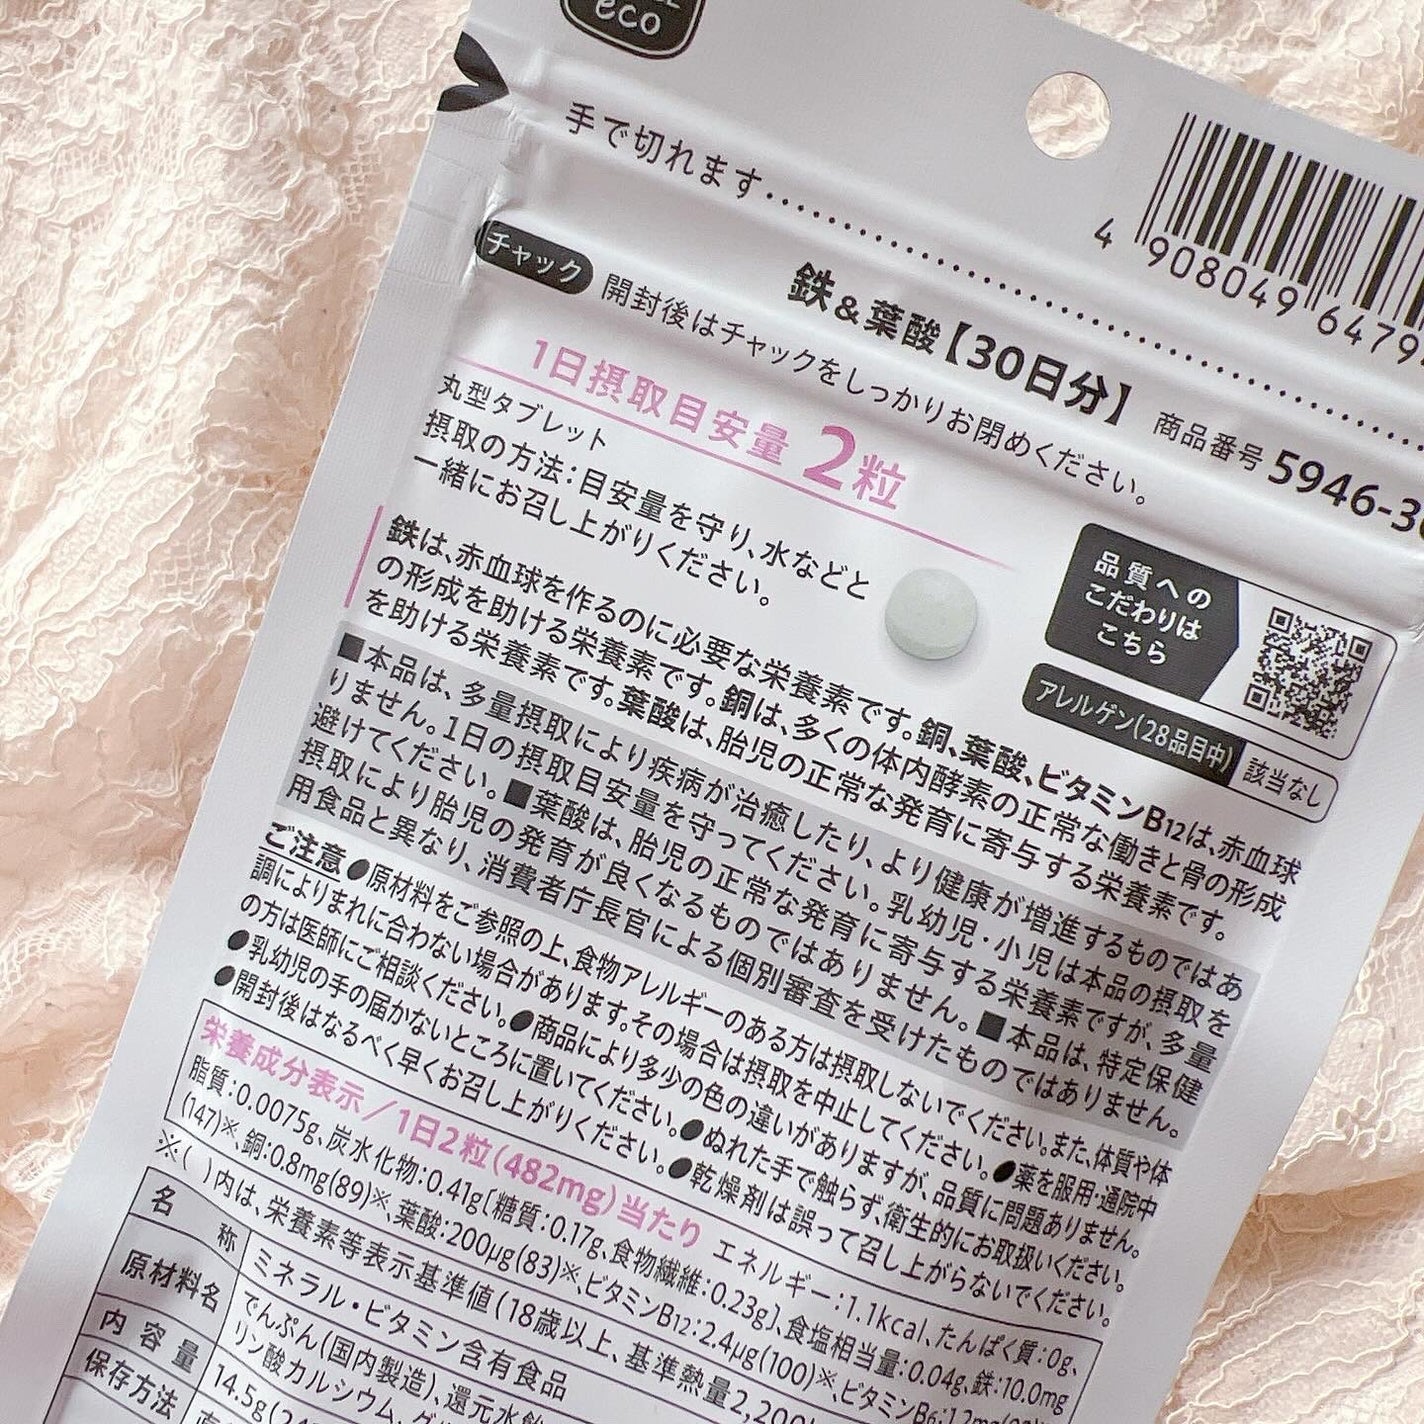 eco
手で切れます
4 908049 6479
チャック 開封後はチャックをしっかりお閉めください。
鉄&葉酸【30日分】 商品番号 5946-3
1日摂取目安量 2粒
丸型タブレット
摂取の方法:目安量を守り、水などと
一緒にお召し上がりください。
品質への
こだわりは
こちら
アレルゲン(28品目中) 該当なし
鉄は、赤血球を作るのに必要な栄養素です。銅、葉酸、ビタミンB12は、赤血球
の形成を助ける栄養素です。銅は、多くの体内酵素の正常な働きと骨の形成
を助ける栄養素です。葉酸は、胎児の正常な発育に寄与する栄養素です。
■本品は、多量摂取により疾病が治癒したり、より健康が増進するものではあ
りません。1日の摂取目安量を守ってください。乳幼児・小児は本品の摂取を
避けてください。■葉酸は、胎児の正常な発育に寄与する栄養素ですが、多量
摂取により胎児の発育が良くなるものではありません。■本品は、特定保健
用食品と異なり、消費者庁長官による個別審査を受けたものではありません。
ご注意●原材料をご参照の上、食物アレルギーのある方は摂取しないでください。また、体質や体
調によりまれに合わない場合があります。その場合は摂取を中止してください。●薬を服用・通院中
の方は医師にご相談ください。●商品により多少の色の違いがありますが、品質に問題ありません。
●乳幼児の手の届かないところに置いてください。●ぬれた手で触らず、衛生的にお取扱いください。
●開封後はなるべく早くお召し上がりください。●乾燥剤は誤って召し上がらないでください。
栄養成分表示/1日2粒(482mg)当たり エネルギー:1.1kcal、たんぱく質:0g、
脂質:0.0075g、炭水化物:0.41g〔糖質:0.17g、食物繊維:0.23g〕、食塩相当量:0.04g、鉄:10.0mg
(147)※、銅:0.8mg(89)※、葉酸:200μg(83)※、ビタミンB12:2.4μg(100)※、ビタミンB6:1.2mg
※( )内は、栄養素等表示基準値(18歳以上、基準熱量2,200
名称 ミネラル・ビタミン含有食品
原材料名 でんぷん(国内製造)、還元水飴
リン酸カルシウム、グル
内容量 14.5g(24
保存方法